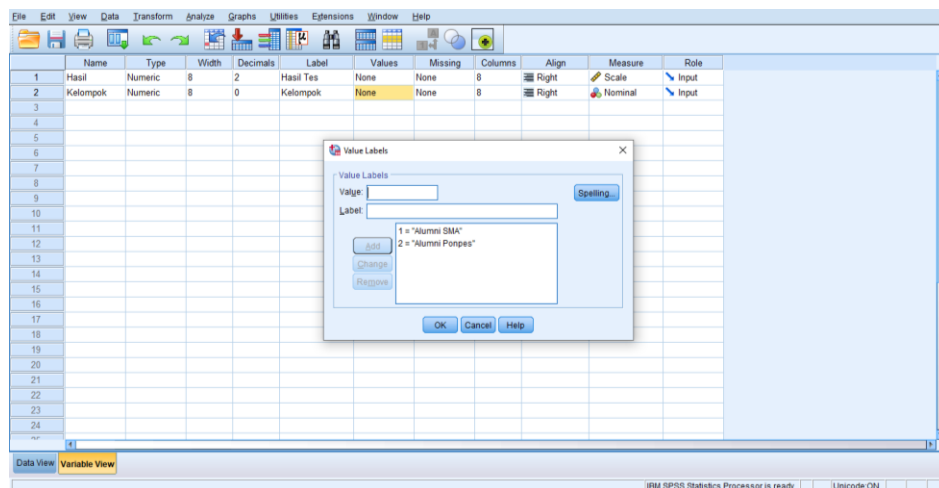 File Edit View Data Transform Analyze Graphs Utilities Extensions Window Help
Name Type Width Decimals Label Values Missing Columns Align Measure Role
1 Hasil Numeric 8 2 Hasil Tes None None 8 Right Scale Input
2 Kelompok Numeric 8 0 Kelompok None None 8 Right Nominal Input
3
4
5
6
7
8
9
10
11
12
13
14
15
16
17
18
19
20
21
22
23
24
Value Labels
Value Labels
Value:
Spelling...
Label:
1 = "Alumni SMA"
2 = "Alumni Ponpes"
Add
Change
Remove
OK Cancel Help
Data View Variable View
IBM SPSS Statistics Processor is ready Unicode:ON